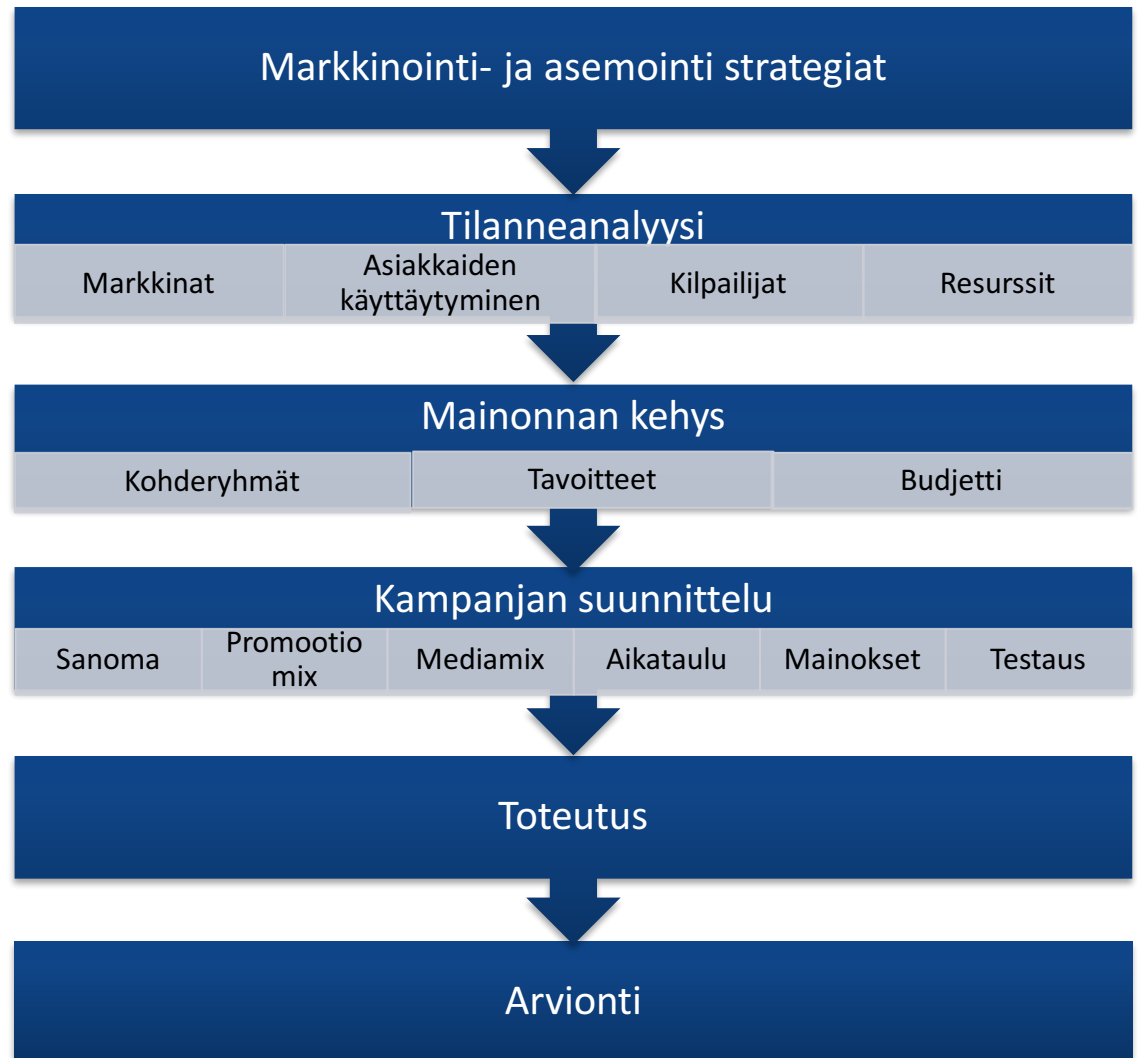 Markkinointi- ja asemointi strategiat
Tilanneanalyysi
Markkinat
Asiakkaiden
käyttäytyminen
Kilpailijat
Resurssit
Mainonnan kehys
Kohderyhmät
Tavoitteet
Budjetti
Kampanjan suunnittelu
Sanoma
Promootio
mix
Mediamix
Aikataulu
Mainokset
Testaus
Toteutus
Arvionti